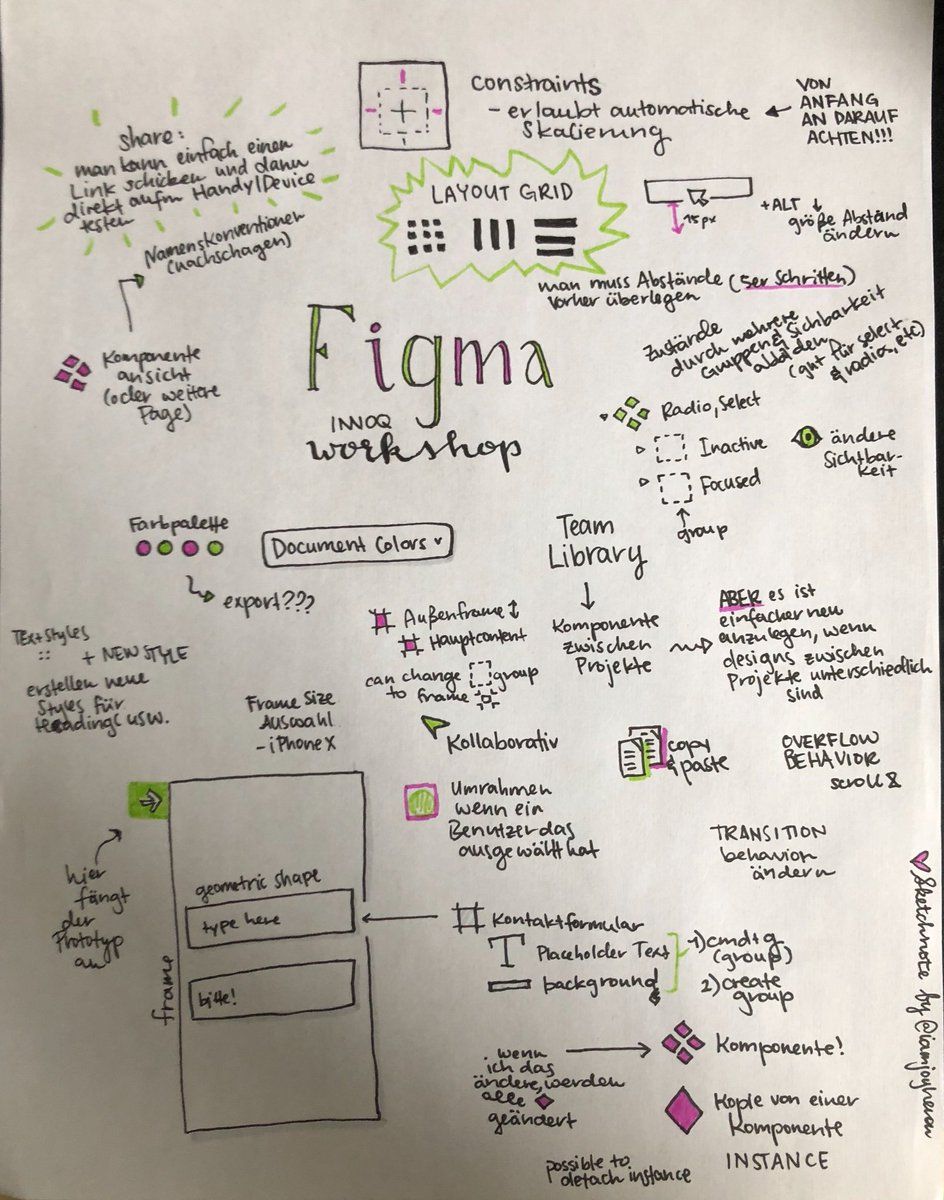 constraints
- erlaubt automatische
Skalierung
VON
ANFANG
AN DARAUF
ACHTEN!!!
share:
man kann einfach einen
Link schicken und dann
direkt aufm Handy/Device
testen
LAYOUT GRID
15px
+ALT
größe Abständ
ändern
man muss Abstände (5er Schritten)
vorher überlegen
Namenskonventionen
(nachschagen)
Komponente
ansicht
(oder weitere
Page)
Figma
INNOQ
workshop
Zustände
durch mehrere
Gruppen & Sichbarkeit
abbilden
(gut für select
& radios, etc)
Radio, Select
Inactive
Focused
group
ändere
Sichtbar-
keit
Farbpalette
Document Colors
export???
Team
Library
Komponente
zwischen
Projekte
ABER es ist
einfacher neu
anzulegen, wenn
designs zwischen
Projekte unterschiedlich
sind
Text Styles
+ NEW STYLE
erstellen neue
Styles für
Headings usw.
Außenframe
Hauptcontent
can change group
to frame
Frame Size
Auswahl
- iPhone X
Kollaborativ
copy
& paste
OVERFLOW
BEHAVIOR
scroll
Umrahmen
wenn ein
Benutzer das
ausgewählt hat
TRANSITION
behavior
ändern
hier
fängt
der
Prototyp
an
frame
geometric shape
type here
bitte!
Kontaktformular
Placeholder Text
background
1) cmd+g
(group)
2) create
group
wenn
ich das
ändere, werden
alle
geändert
Komponente!
Kopie von einer
Komponente
INSTANCE
possible to
detach instance
Sketchnote by @iamjoyheron